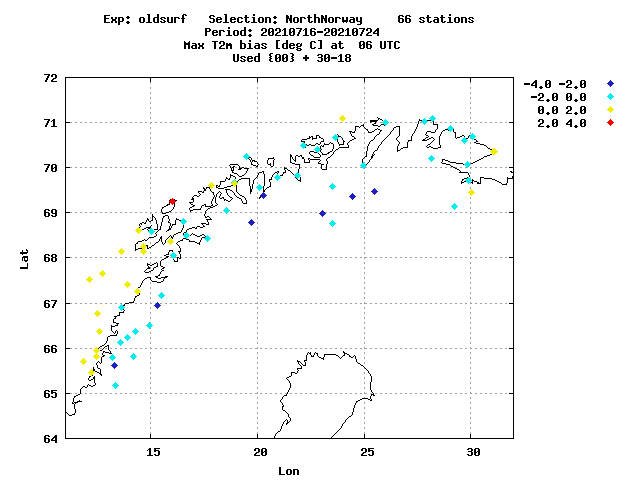 Exp: oldsurf   Selection: NorthNorway     66 stations
Period: 20210716-20210724
Max T2m bias [deg C] at  06 UTC
Used {00} + 30-18
-4.0 -2.0
-2.0 0.0
0.0 2.0
2.0 4.0
72
71
70
69
68
67
66
65
64
Lat
15 20 25 30
Lon